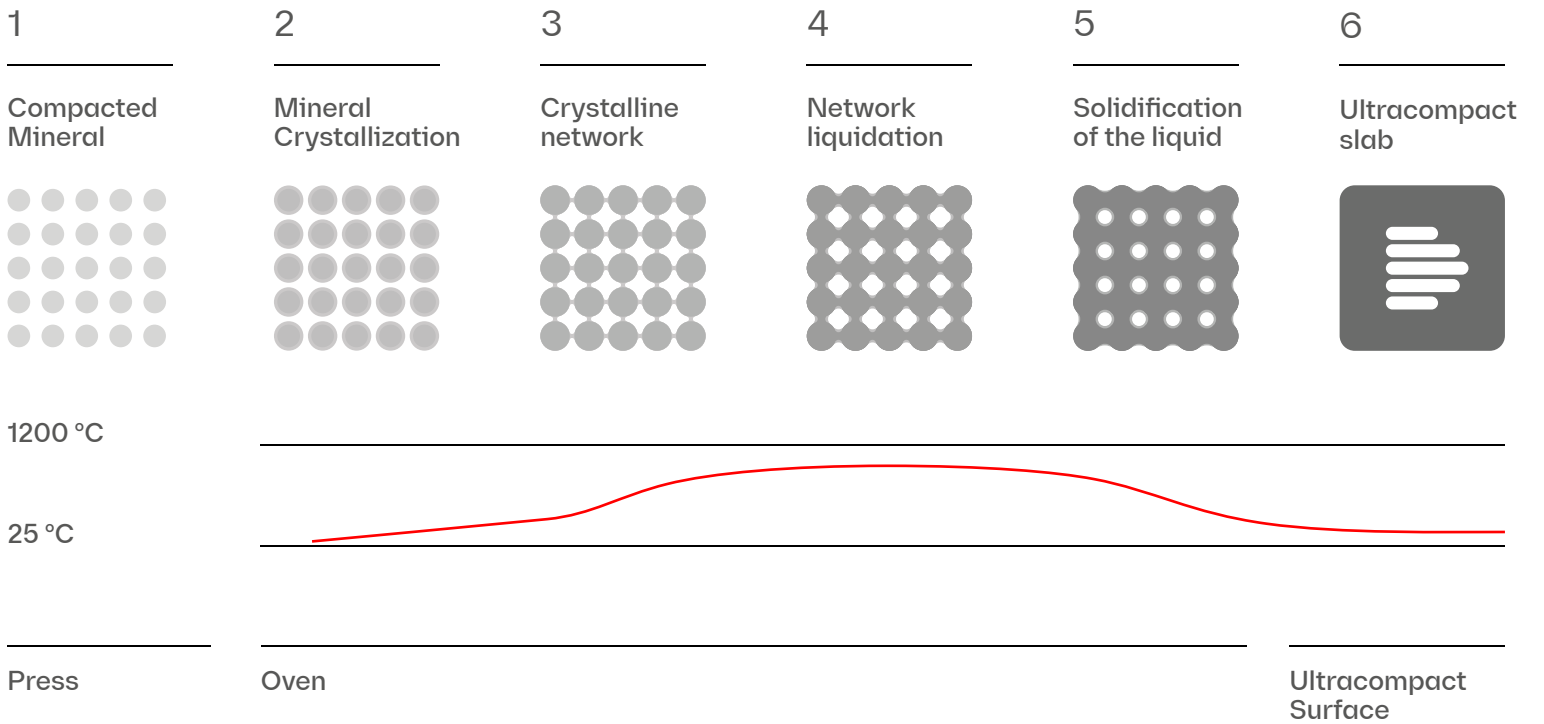 1
2
3
4
5
6
Compacted
Mineral
Mineral
Crystallization
Crystalline
network
Network
liquidation
Solidification
of the liquid
Ultracompact
slab
1200 °C
25 °C
Press
Oven
Ultracompact
Surface